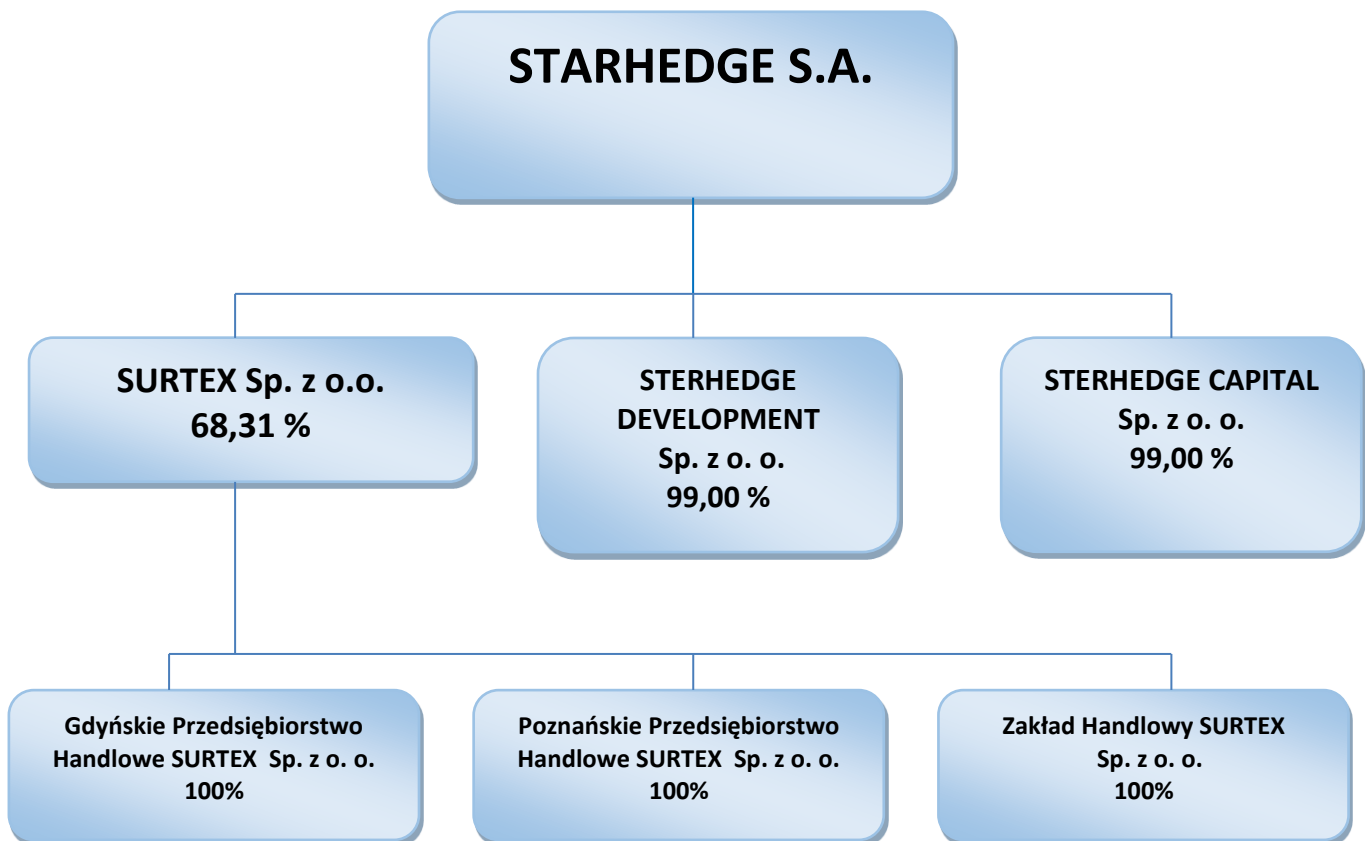 STARHEDGE S.A.
SURTEX Sp. z o.o.
68,31 %
STERHEDGE
DEVELOPMENT
Sp. z o. o.
99,00 %
STERHEDGE CAPITAL
Sp. z o. o.
99,00 %
Gdyńskie Przedsiębiorstwo
Handlowe SURTEX  Sp. z o. o.
100%
Poznańskie Przedsiębiorstwo
Handlowe SURTEX  Sp. z o. o.
100%
Zakład Handlowy SURTEX
Sp. z o. o.
100%